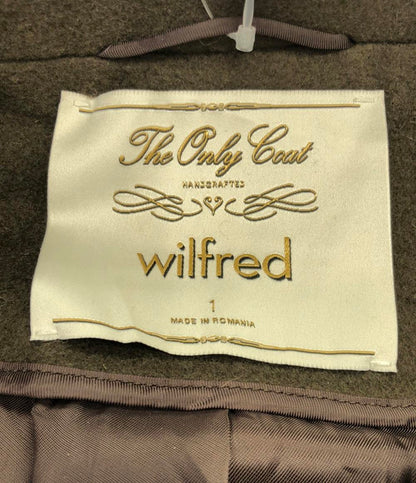 The Only Coat
HANDCRAFTED
wilfred
1
MADE IN ROMANIA